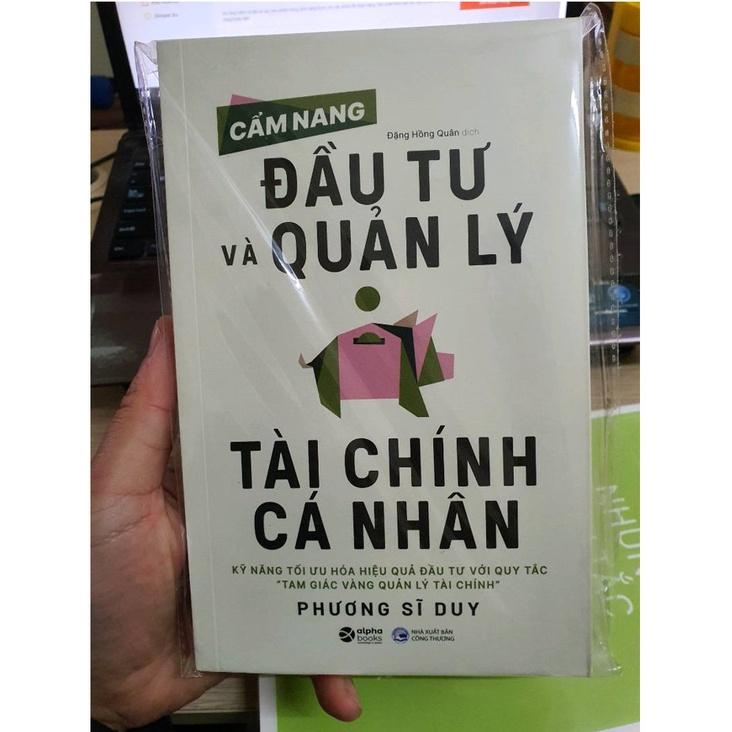 CẨM NANG
Đặng Hồng Quân dịch
ĐẦU TƯ
VÀ QUẢN LÝ
TÀI CHÍNH
CÁ NHÂN
KỸ NĂNG TỐI ƯU HÓA HIỆU QUẢ ĐẦU TƯ VỚI QUY TẮC
“TAM GIÁC VÀNG QUẢN LÝ TÀI CHÍNH”
PHƯƠNG SĨ DUY
alpha
books
NHÀ XUẤT BẢN
CÔNG THƯƠNG